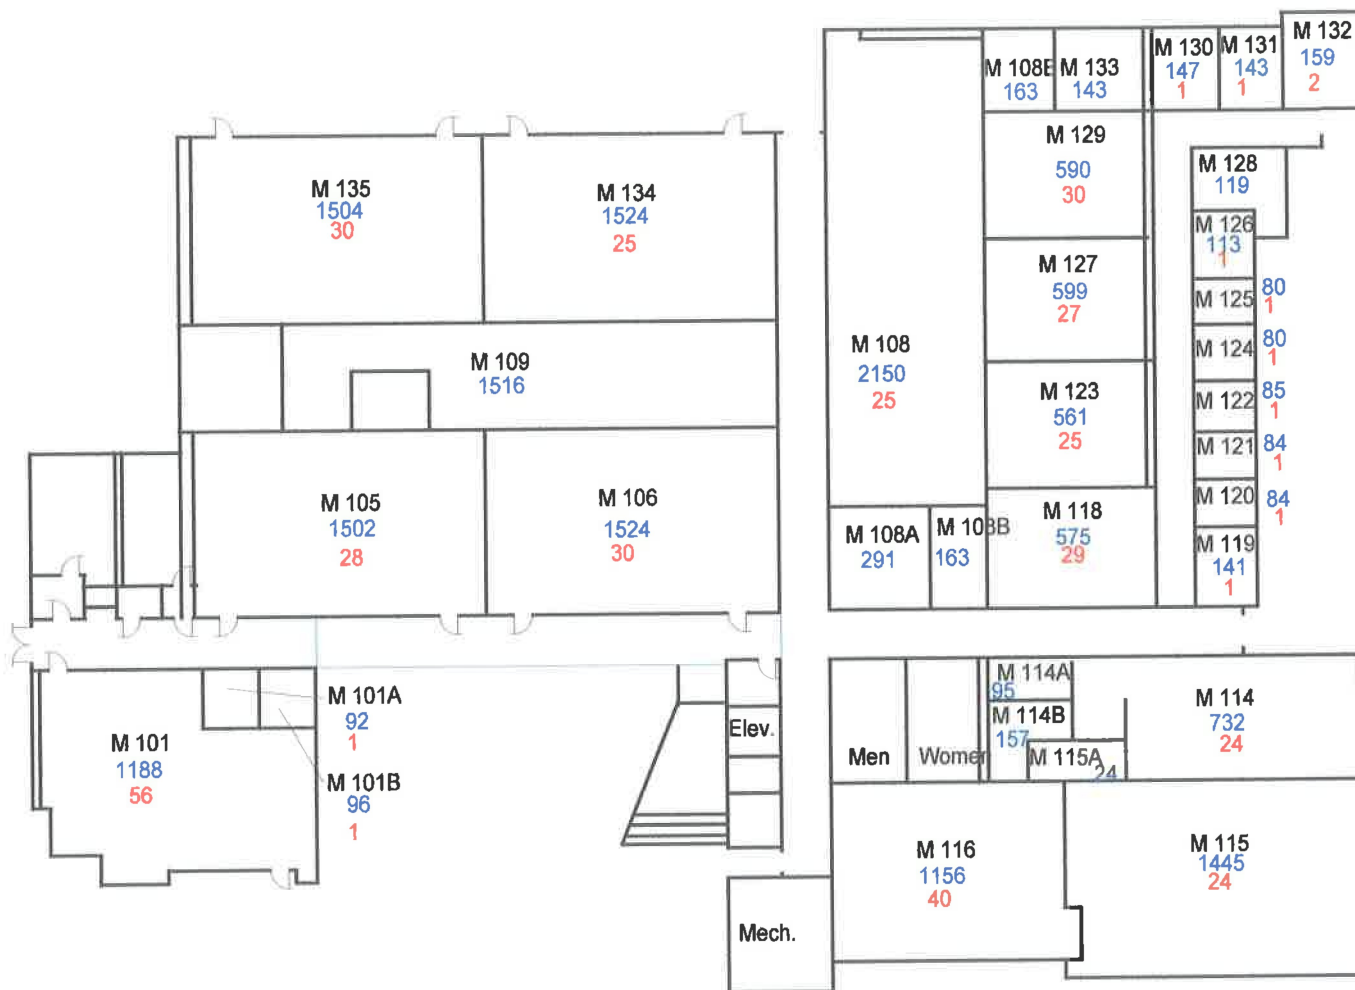 M 132
159
2
M 130
147
1
M 131
143
1
M 108E
163
M 133
143
M 129
590
30
M 128
119
M 135
1504
30
M 134
1524
25
M 126
113
1
M 127
599
27
M 125
80
1
M 124
80
1
M 109
1516
M 108
2150
25
M 123
561
25
M 122
85
1
M 121
84
1
M 105
1502
28
M 106
1524
30
M 120
84
1
M 108A
291
M 108B
163
M 118
575
29
M 119
141
1
M 101A
92
1
M 101
1188
56
M 101B
96
1
Elev.
Men
Women
M 114A
95
M 114B
157
M 115A
24
M 114
732
24
M 116
1156
40
M 115
1445
24
Mech.